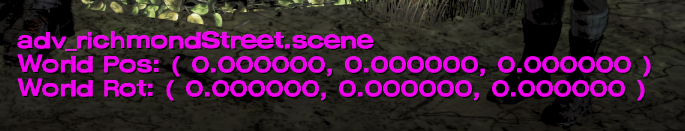 adv_richmondStreet.scene
World Pos: ( 0.000000, 0.000000, 0.000000 )
World Rot: ( 0.000000, 0.000000, 0.000000 )